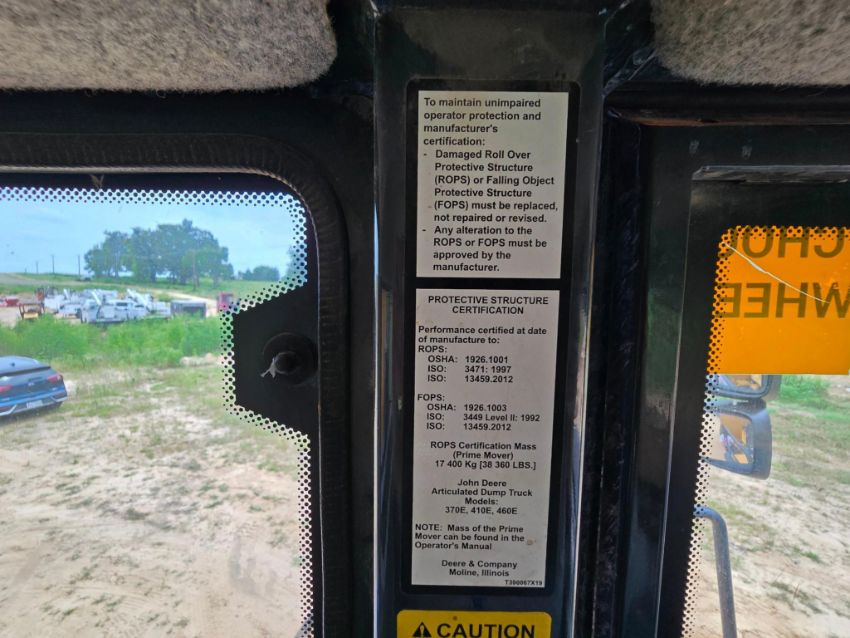 To maintain unimpaired
operator protection and
manufacturer's
certification:
- Damaged Roll Over
Protective Structure
(ROPS) or Falling Object
Protective Structure
(FOPS) must be replaced,
not repaired or revised.
- Any alteration to the
ROPS or FOPS must be
approved by the
manufacturer.
PROTECTIVE STRUCTURE
CERTIFICATION
Performance certified at date
of manufacture to:
ROPS:
OSHA: 1926.1001
ISO: 3471: 1997
ISO: 13459.2012
FOPS:
OSHA: 1926.1003
ISO: 3449 Level II: 1992
ISO: 13459.2012
ROPS Certification Mass
(Prime Mover)
17 400 Kg [38 360 LBS.]
John Deere
Articulated Dump Truck
Models:
370E, 410E, 460E
NOTE: Mass of the Prime
Mover can be found in the
Operator's Manual
Deere & Company
Moline, Illinois
T300067X19
CAUTION
CHOC
WHEE